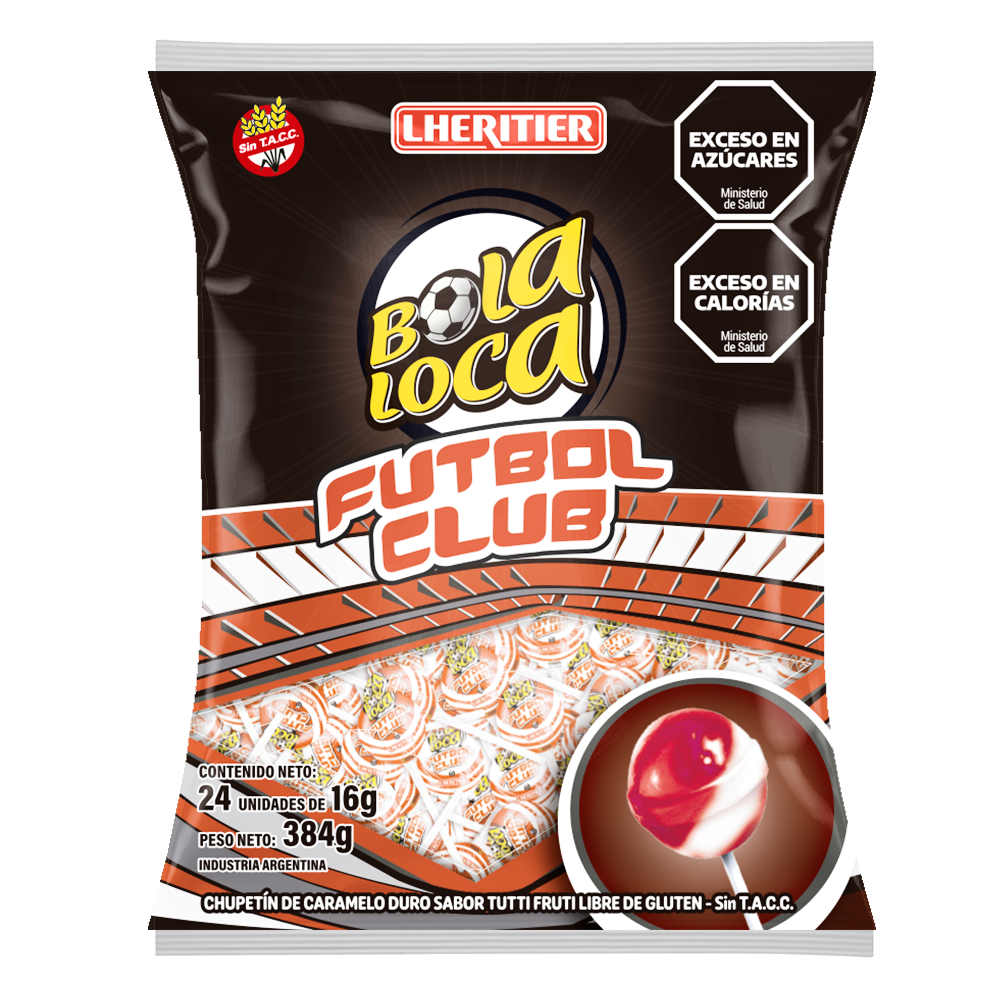 Sin T.A.C.C.
LHERITIER
EXCESO EN
AZÚCARES
Ministerio
de Salud
EXCESO EN
CALORÍAS
Ministerio
de Salud
BOla
loca
FUTBOL
CLUB
CONTENIDO NETO:
24 UNIDADES DE 16g
PESO NETO: 384g
INDUSTRIA ARGENTINA
CHUPETÍN DE CARAMELO DURO SABOR TUTTI FRUTI LIBRE DE GLUTEN - Sin T.A.C.C.